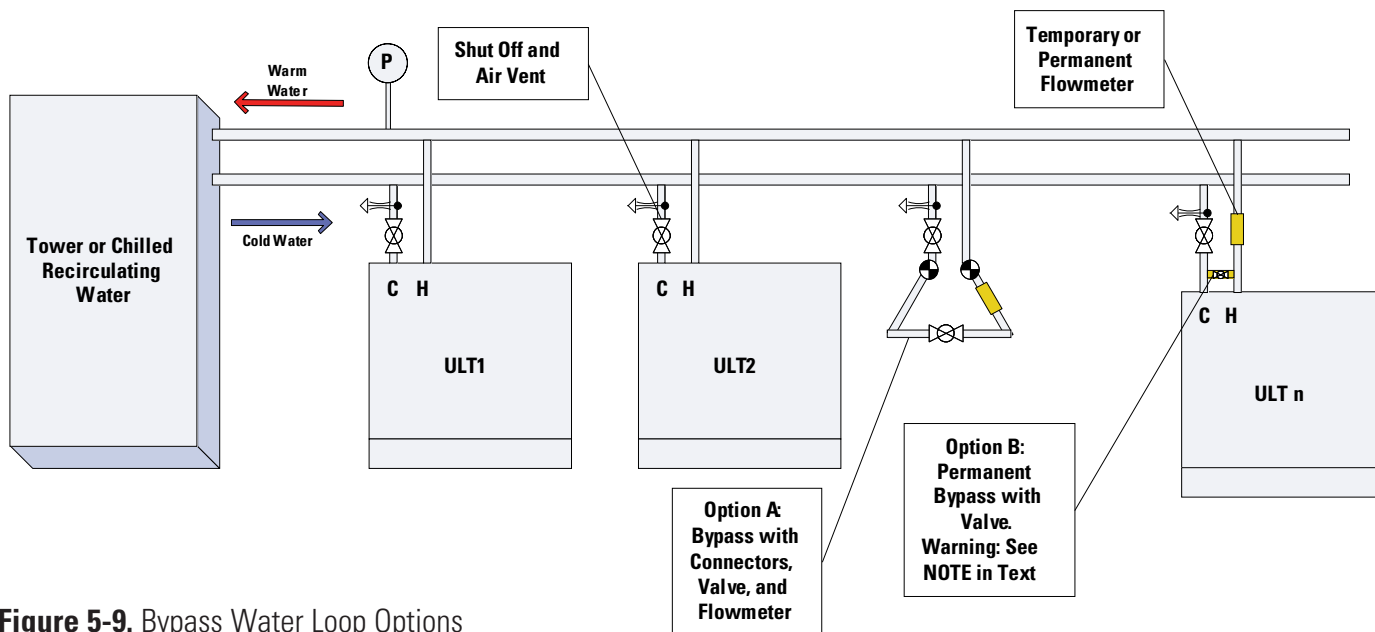 P
Warm
Water
Shut Off and
Air Vent
Temporary or
Permanent
Flowmeter
Cold Water
Tower or Chilled
Recirculating
Water
C H
ULT1
C H
ULT2
C H
ULT n
Option A:
Bypass with
Connectors,
Valve, and
Flowmeter
Option B:
Permanent
Bypass with
Valve.
Warning: See
NOTE in Text
Figure 5-9. Bypass Water Loop Options